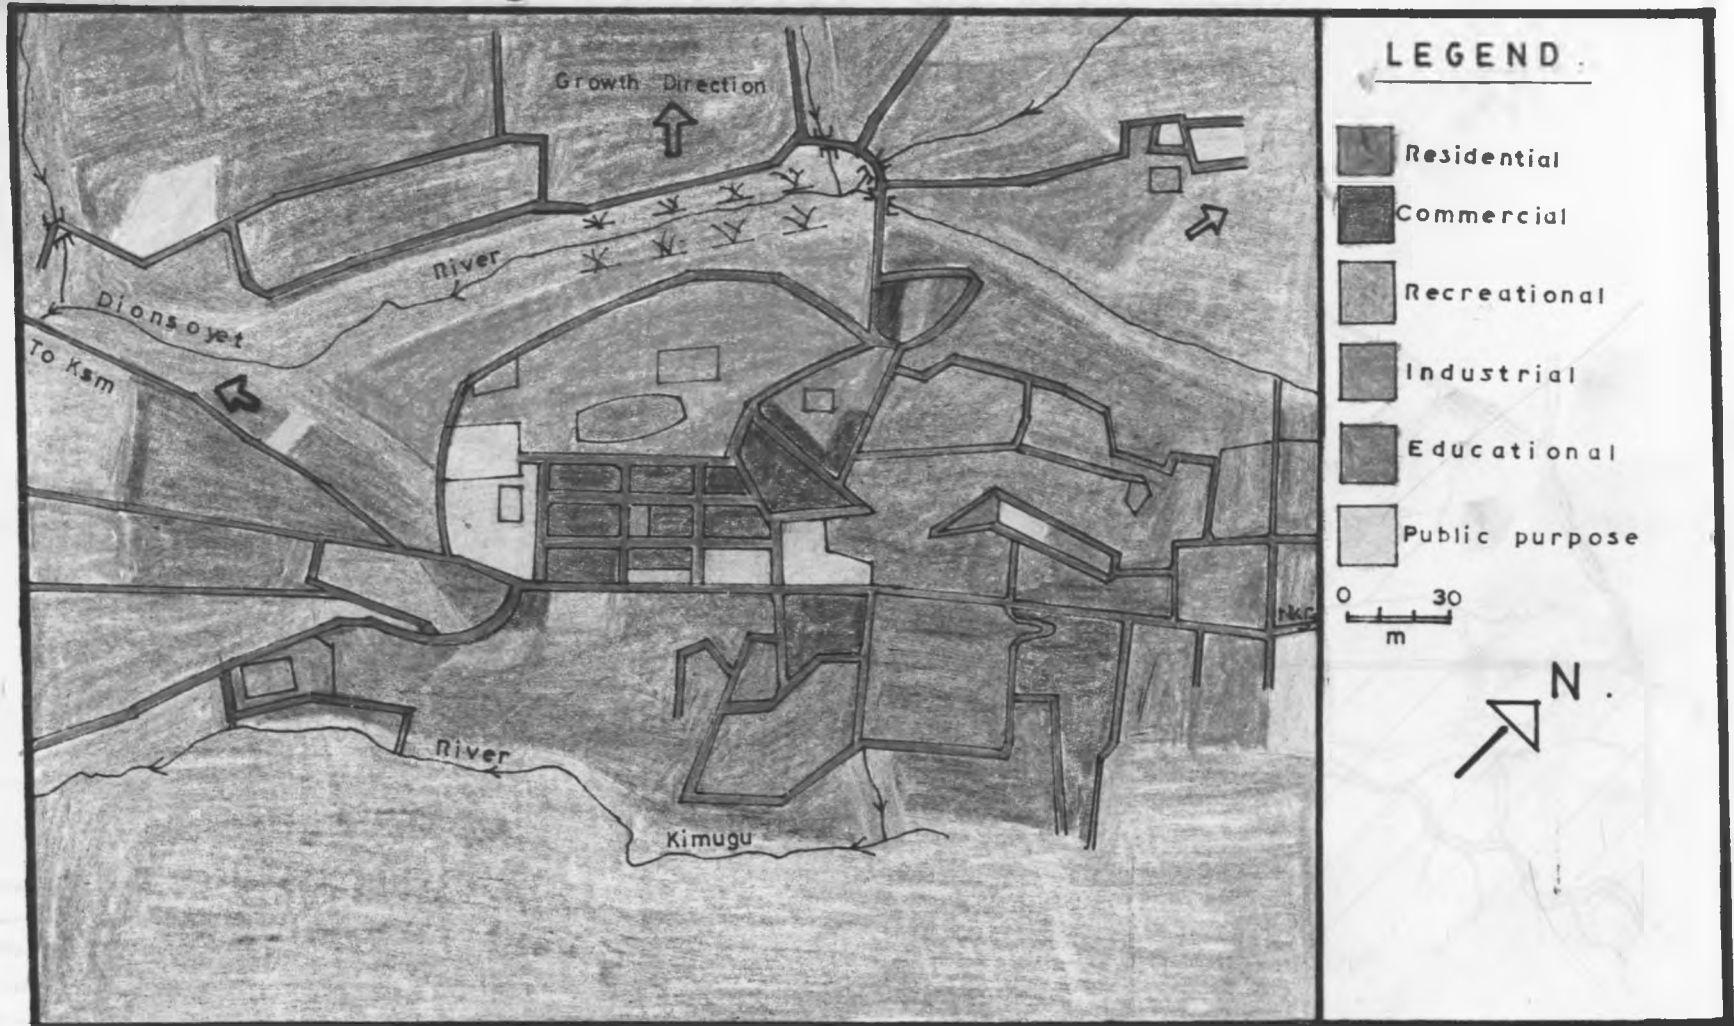 Growth Direction
River
Dionsoyet
To Ksm
River
Kimugu
Nkr
LEGEND.
Residential
Commercial
Recreational
Industrial
Educational
Public purpose
0 30
m
N.